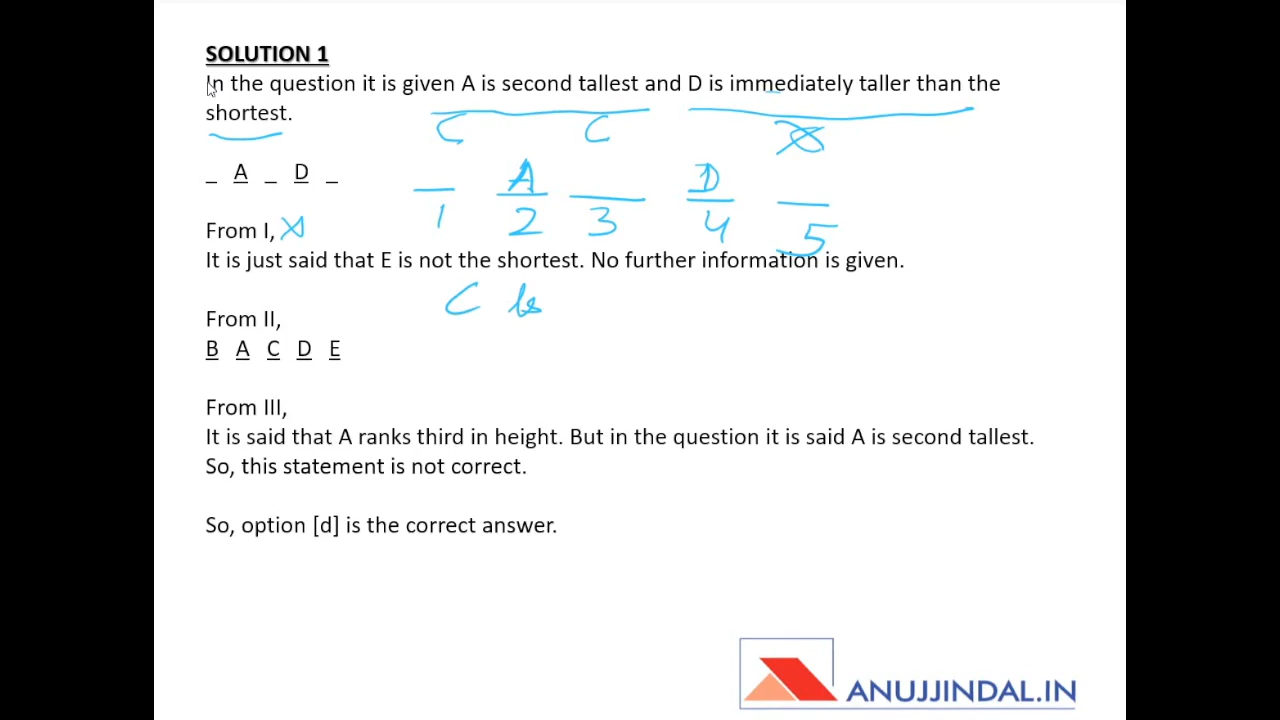 SOLUTION 1
In the question it is given A is second tallest and D is immediately taller than the
shortest.
C C
_ A _ D _
A D
1 2 3 4 5
From I,
It is just said that E is not the shortest. No further information is given.
C
From II,
B A C D E
From III,
It is said that A ranks third in height. But in the question it is said A is second tallest.
So, this statement is not correct.
So, option [d] is the correct answer.
ANUJJINDAL.IN